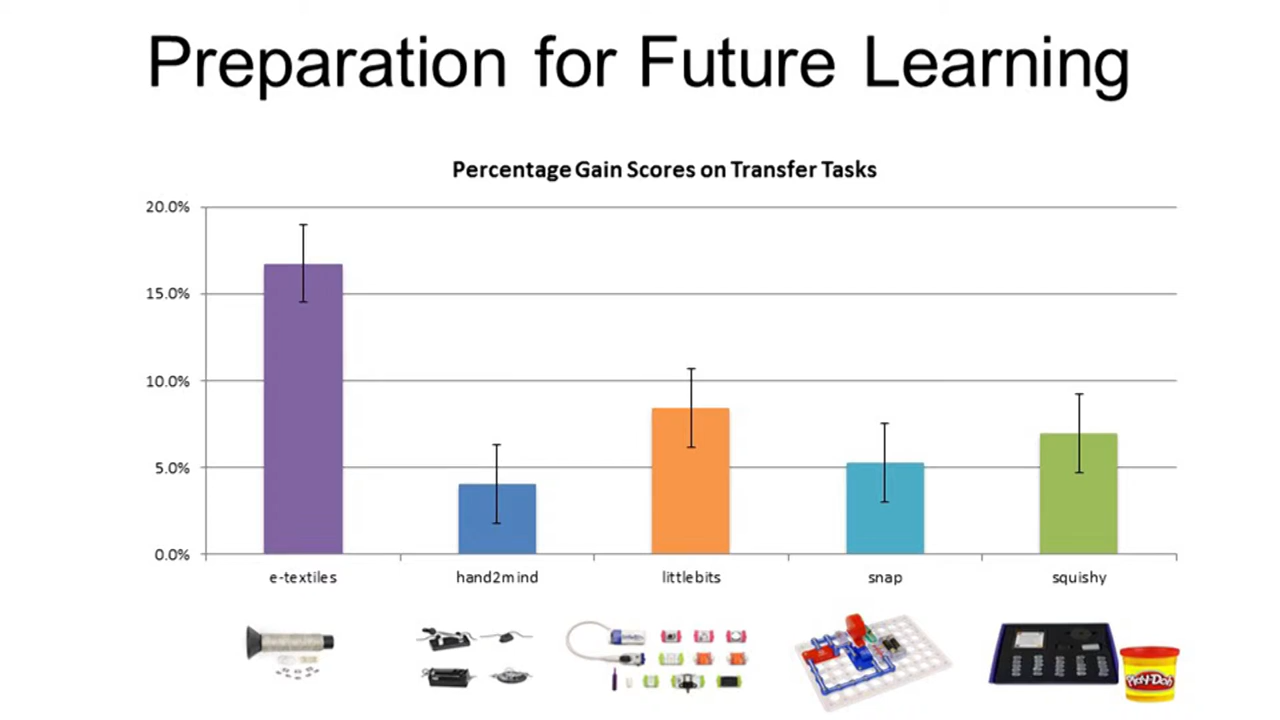 Preparation for Future Learning
Percentage Gain Scores on Transfer Tasks
20.0%
15.0%
10.0%
5.0%
0.0%
e-textiles hand2mind littlebits snap squishy
Play-Doh